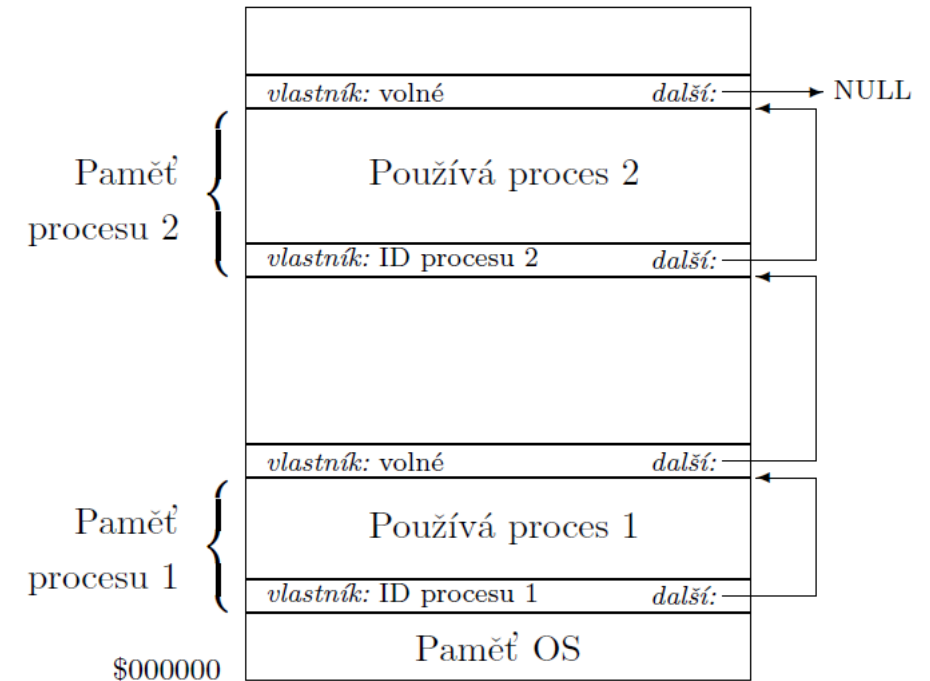 vlastník: volné další: NULL
Paměť
procesu 2
Používá proces 2
vlastník: ID procesu 2 další:
vlastník: volné další:
Paměť
procesu 1
Používá proces 1
vlastník: ID procesu 1 další:
Paměť OS
$000000